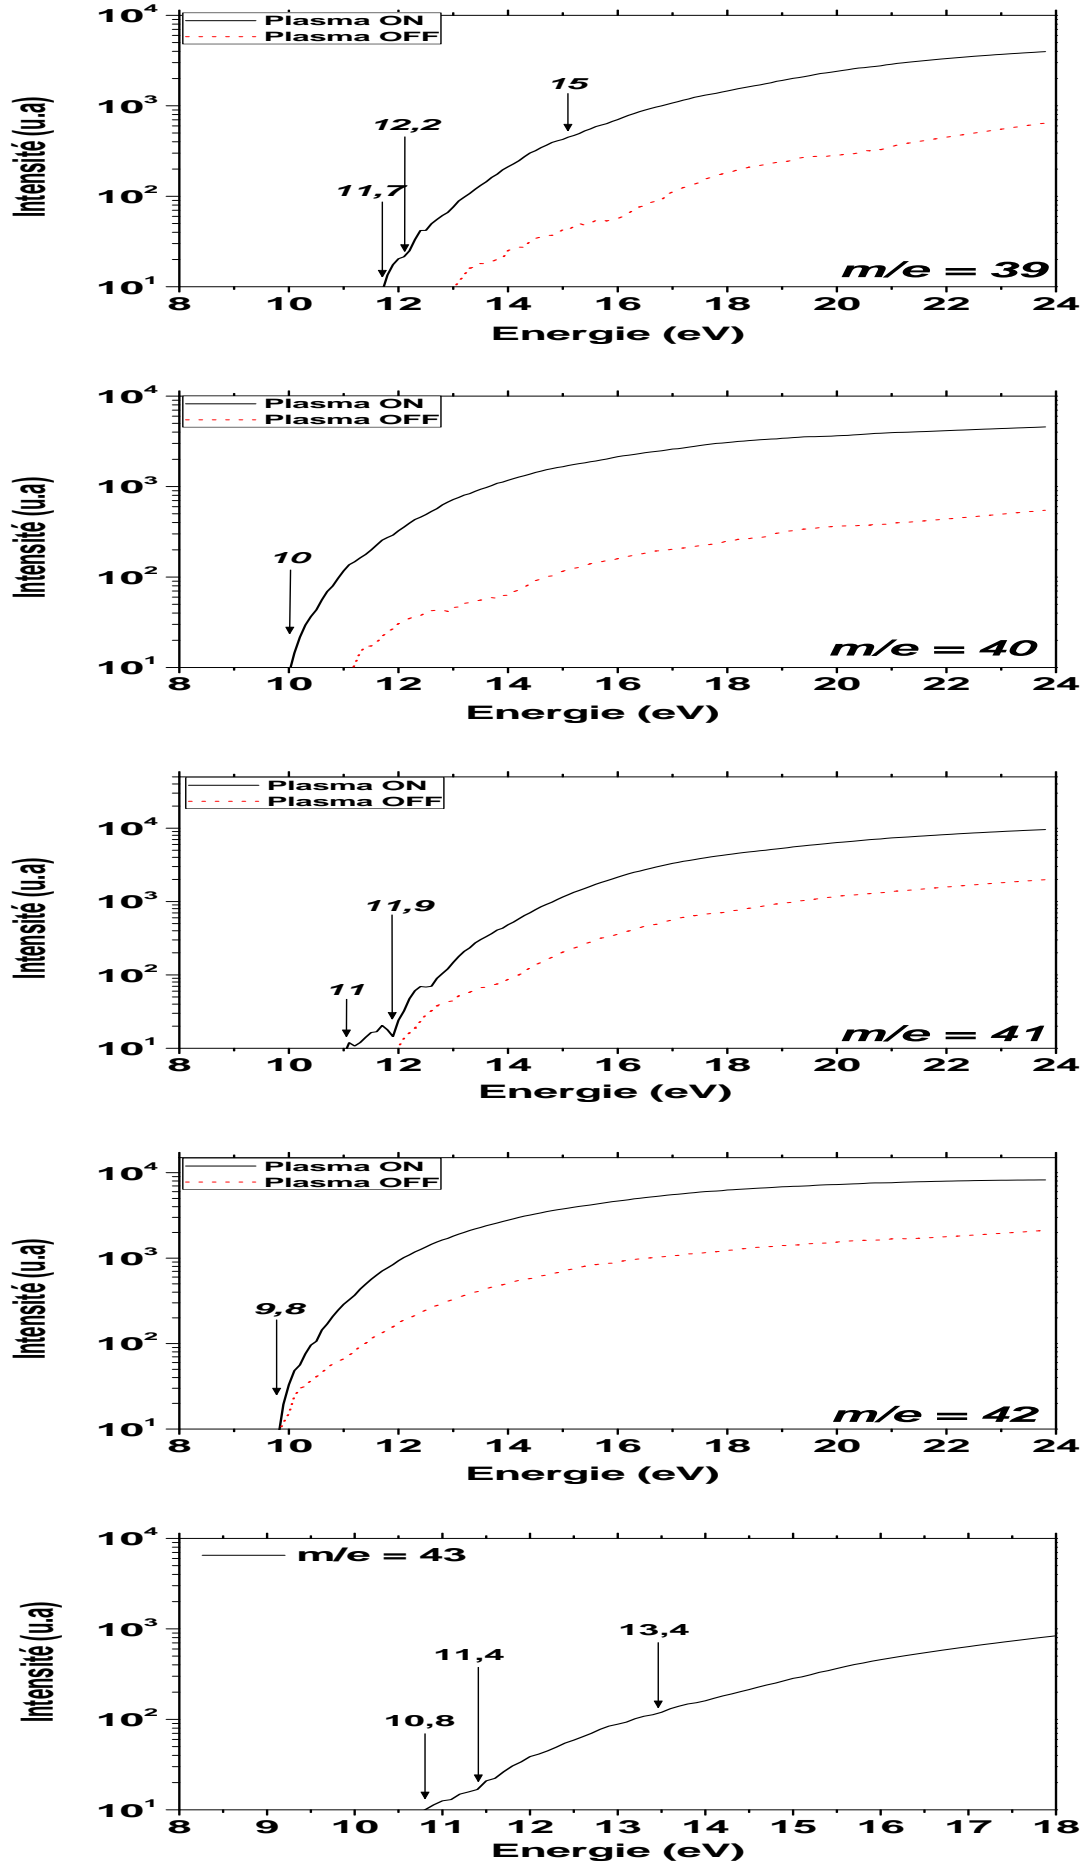 Plasma ON
Plasma OFF
Intensité (u.a)
10⁴
10³
10²
10¹
15
12,2
11,7
m/e = 39
8 10 12 14 16 18 20 22 24
Energie (eV)
Plasma ON
Plasma OFF
Intensité (u.a)
10⁴
10³
10²
10¹
10
m/e = 40
8 10 12 14 16 18 20 22 24
Energie (eV)
Plasma ON
Plasma OFF
Intensité (u.a)
10⁴
10³
10²
10¹
11,9
11
m/e = 41
8 10 12 14 16 18 20 22 24
Energie (eV)
Plasma ON
Plasma OFF
Intensité (u.a)
10⁴
10³
10²
10¹
9,8
m/e = 42
8 10 12 14 16 18 20 22 24
Energie (eV)
m/e = 43
Intensité (u.a)
10⁴
10³
10²
10¹
13,4
11,4
10,8
8 9 10 11 12 13 14 15 16 17 18
Energie (eV)